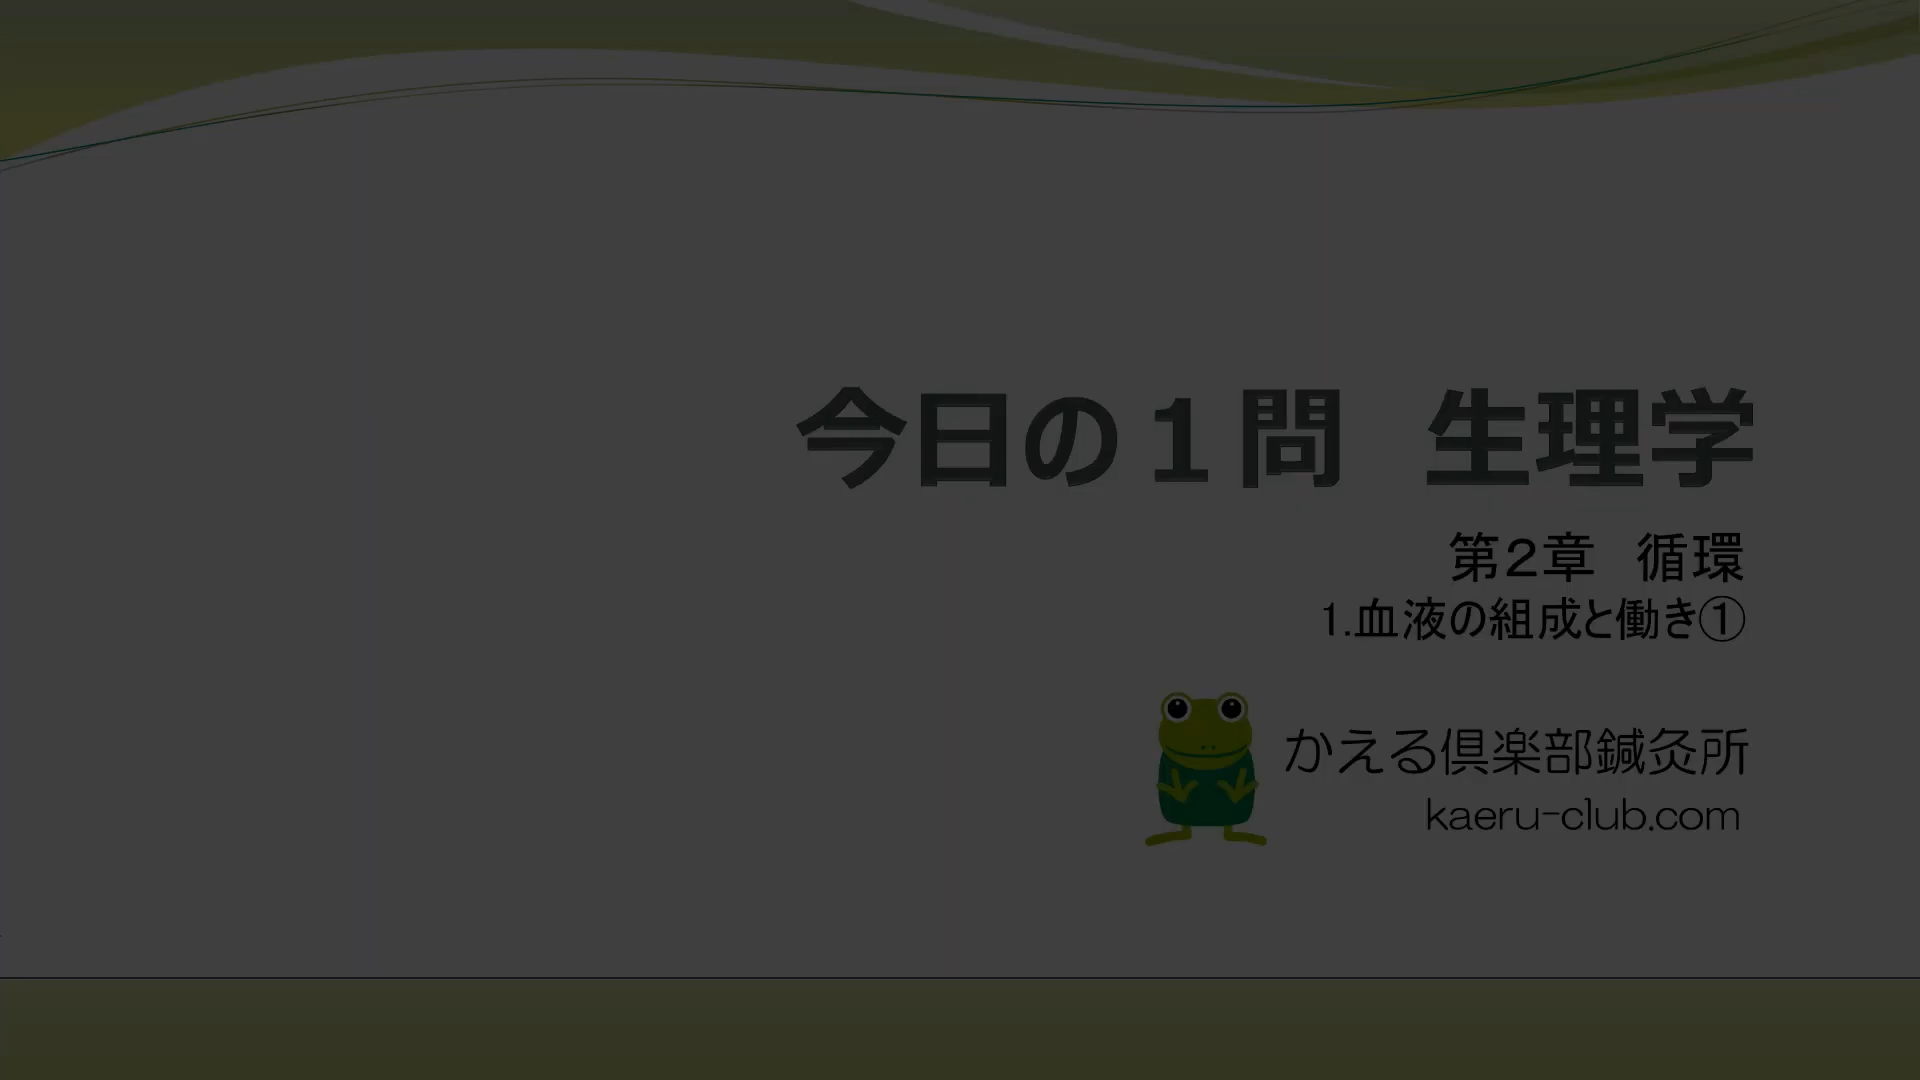 今日の１問　生理学
第２章　循環
1.血液の組成と働き①
かえる倶楽部鍼灸所
kaeru-club.com